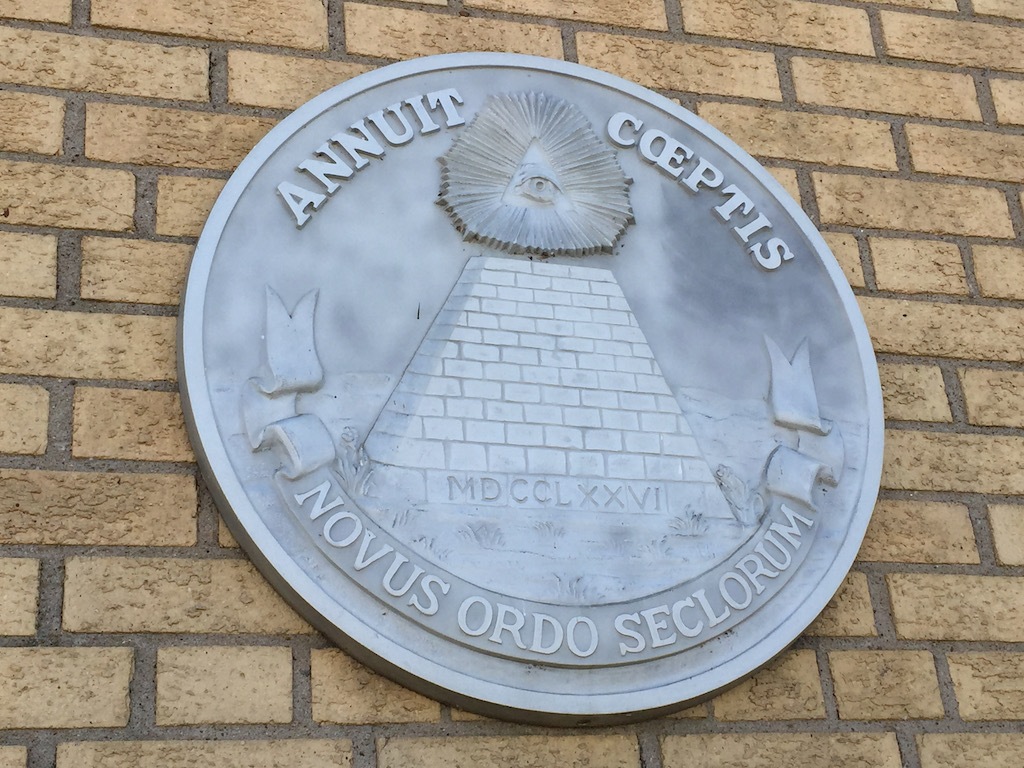 ANNUIT CŒPTIS
MDCCLXXVI
NOVUS ORDO SECLORUM